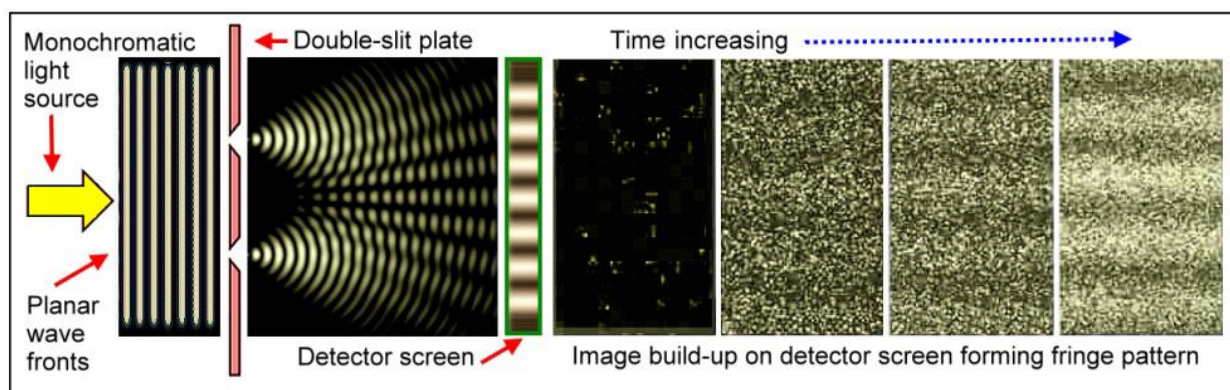 Monochromatic
light
source
Double-slit plate
Time increasing
Planar
wave
fronts
Detector screen
Image build-up on detector screen forming fringe pattern